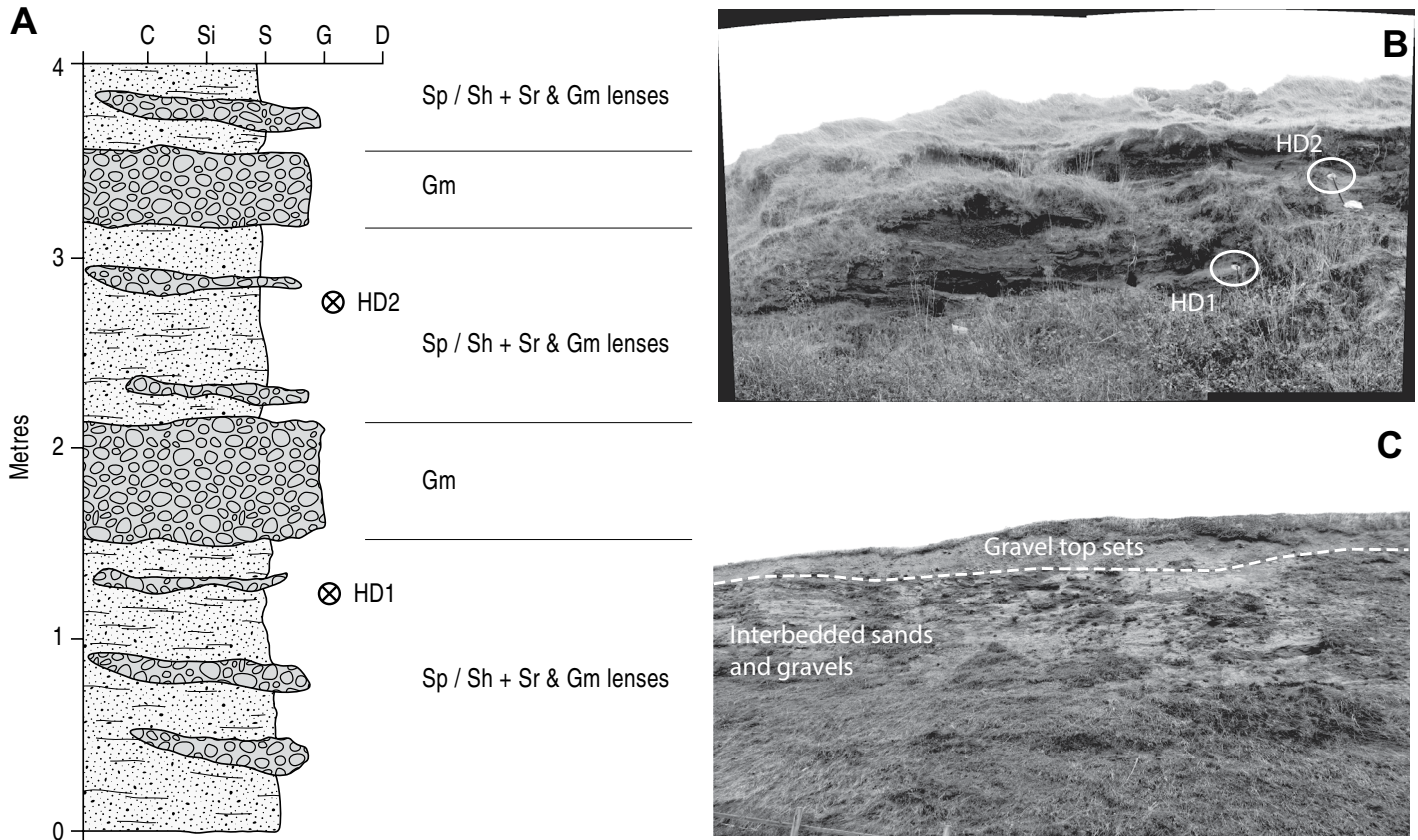 A
C Si S G D
4
Sp / Sh + Sr & Gm lenses
Gm
3
HD2
Sp / Sh + Sr & Gm lenses
Metres
2
Gm
HD1
1
Sp / Sh + Sr & Gm lenses
0
B
HD2
HD1
C
Gravel top sets
Interbedded sands
and gravels